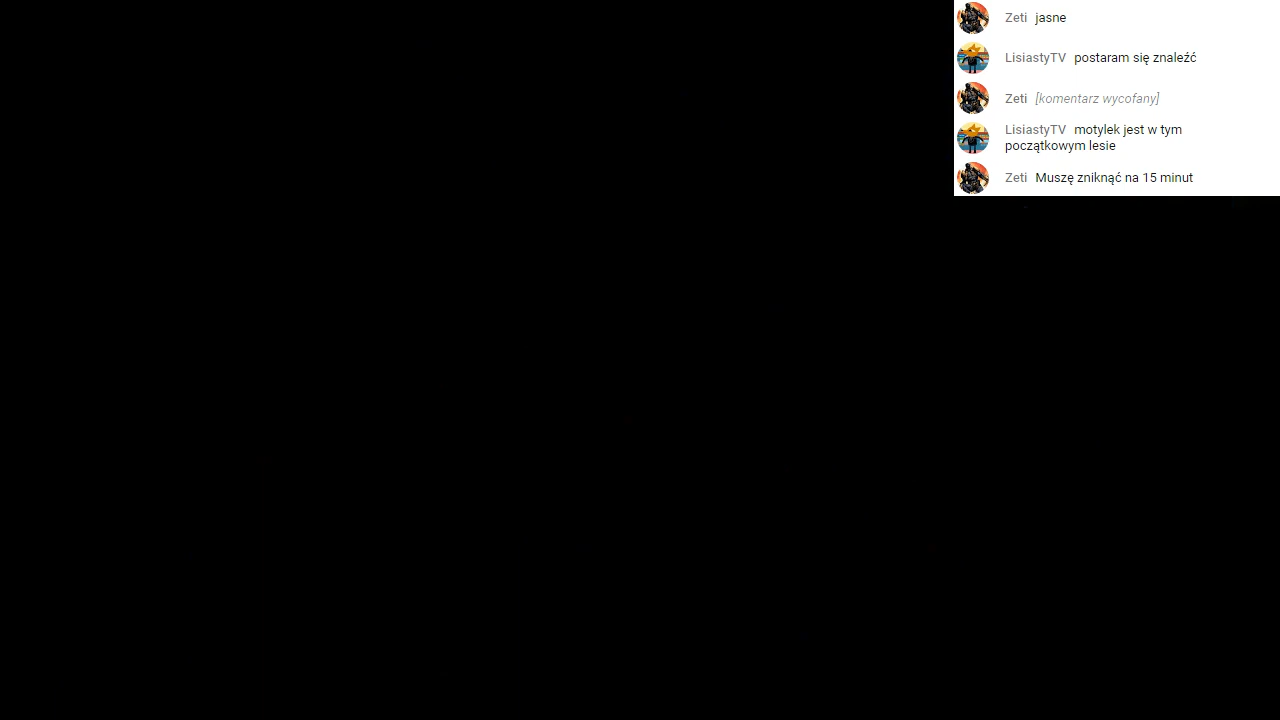 Zeti jasne
LisiastyTV postaram się znaleźć
Zeti [komentarz wycofany]
LisiastyTV motylek jest w tym
początkowym lesie
Zeti Muszę zniknąć na 15 minut